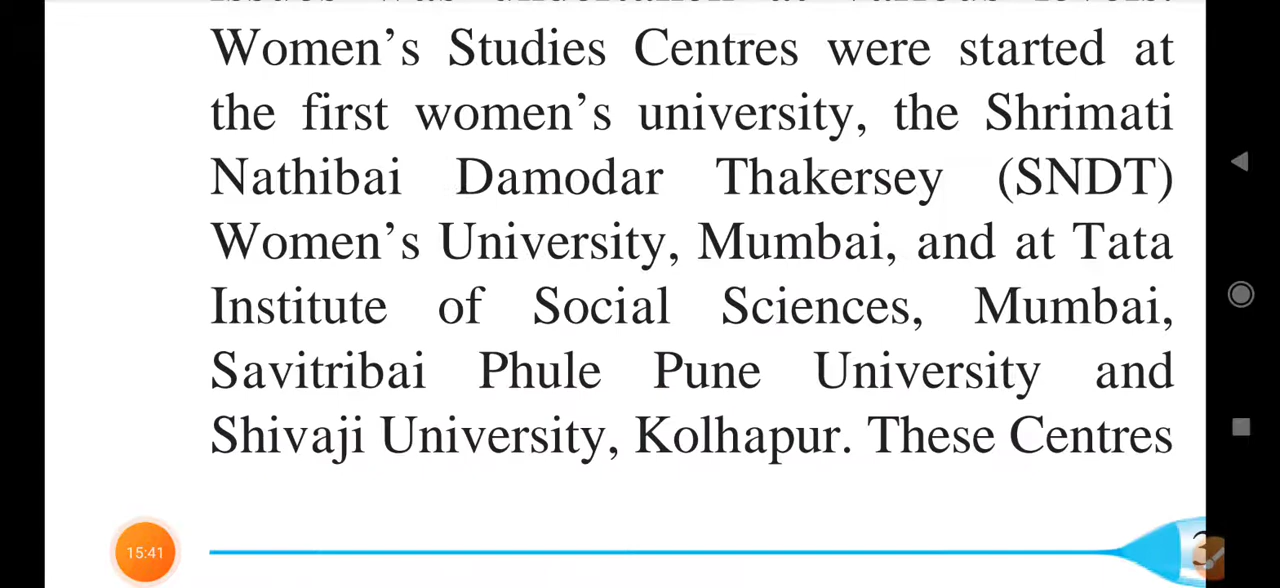 Women’s Studies Centres were started at
the first women’s university, the Shrimati
Nathibai Damodar Thakersey (SNDT)
Women’s University, Mumbai, and at Tata
Institute of Social Sciences, Mumbai,
Savitribai Phule Pune University and
Shivaji University, Kolhapur. These Centres
15:41